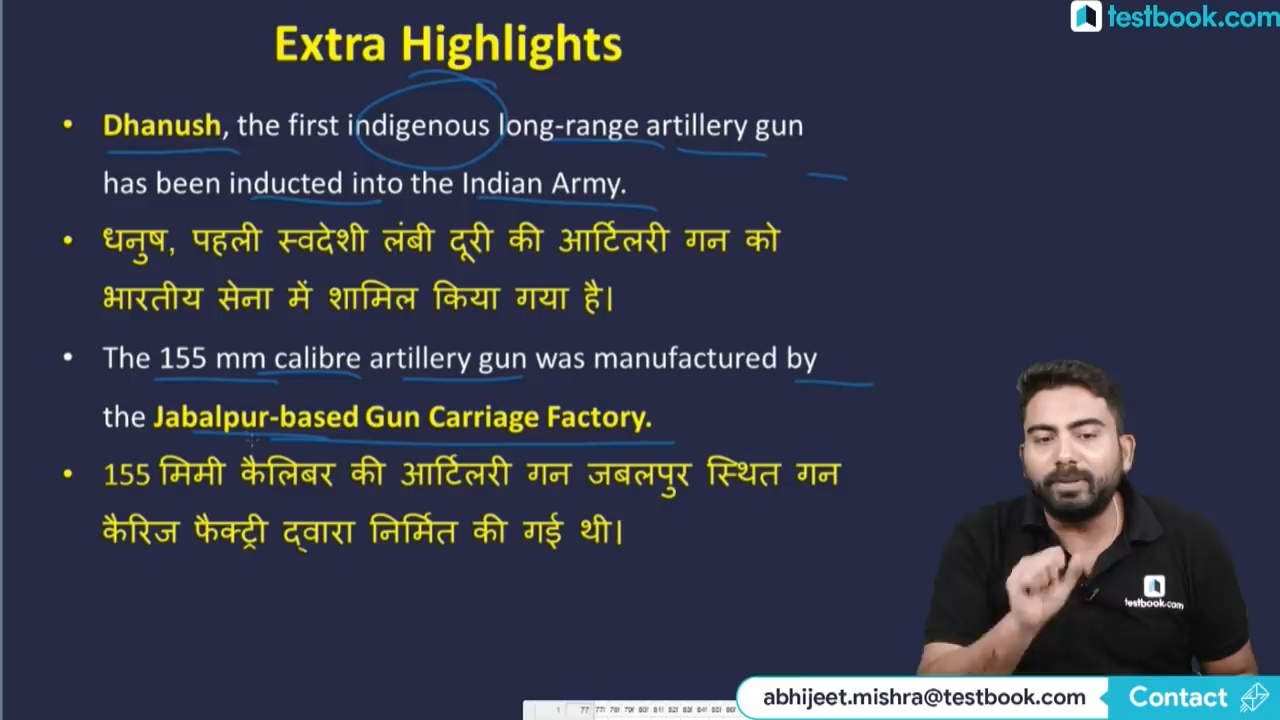 testbook.com
Extra Highlights
• Dhanush, the first indigenous long-range artillery gun
has been inducted into the Indian Army.
• धनुष, पहली स्वदेशी लंबी दूरी की आर्टिलरी गन को
भारतीय सेना में शामिल किया गया है।
• The 155 mm calibre artillery gun was manufactured by
the Jabalpur-based Gun Carriage Factory.
• 155 मिमी कैलिबर की आर्टिलरी गन जबलपुर स्थित गन
कैरिज फैक्ट्री द्वारा निर्मित की गई थी।
testbook.com
abhijeet.mishra@testbook.com Contact
1 77